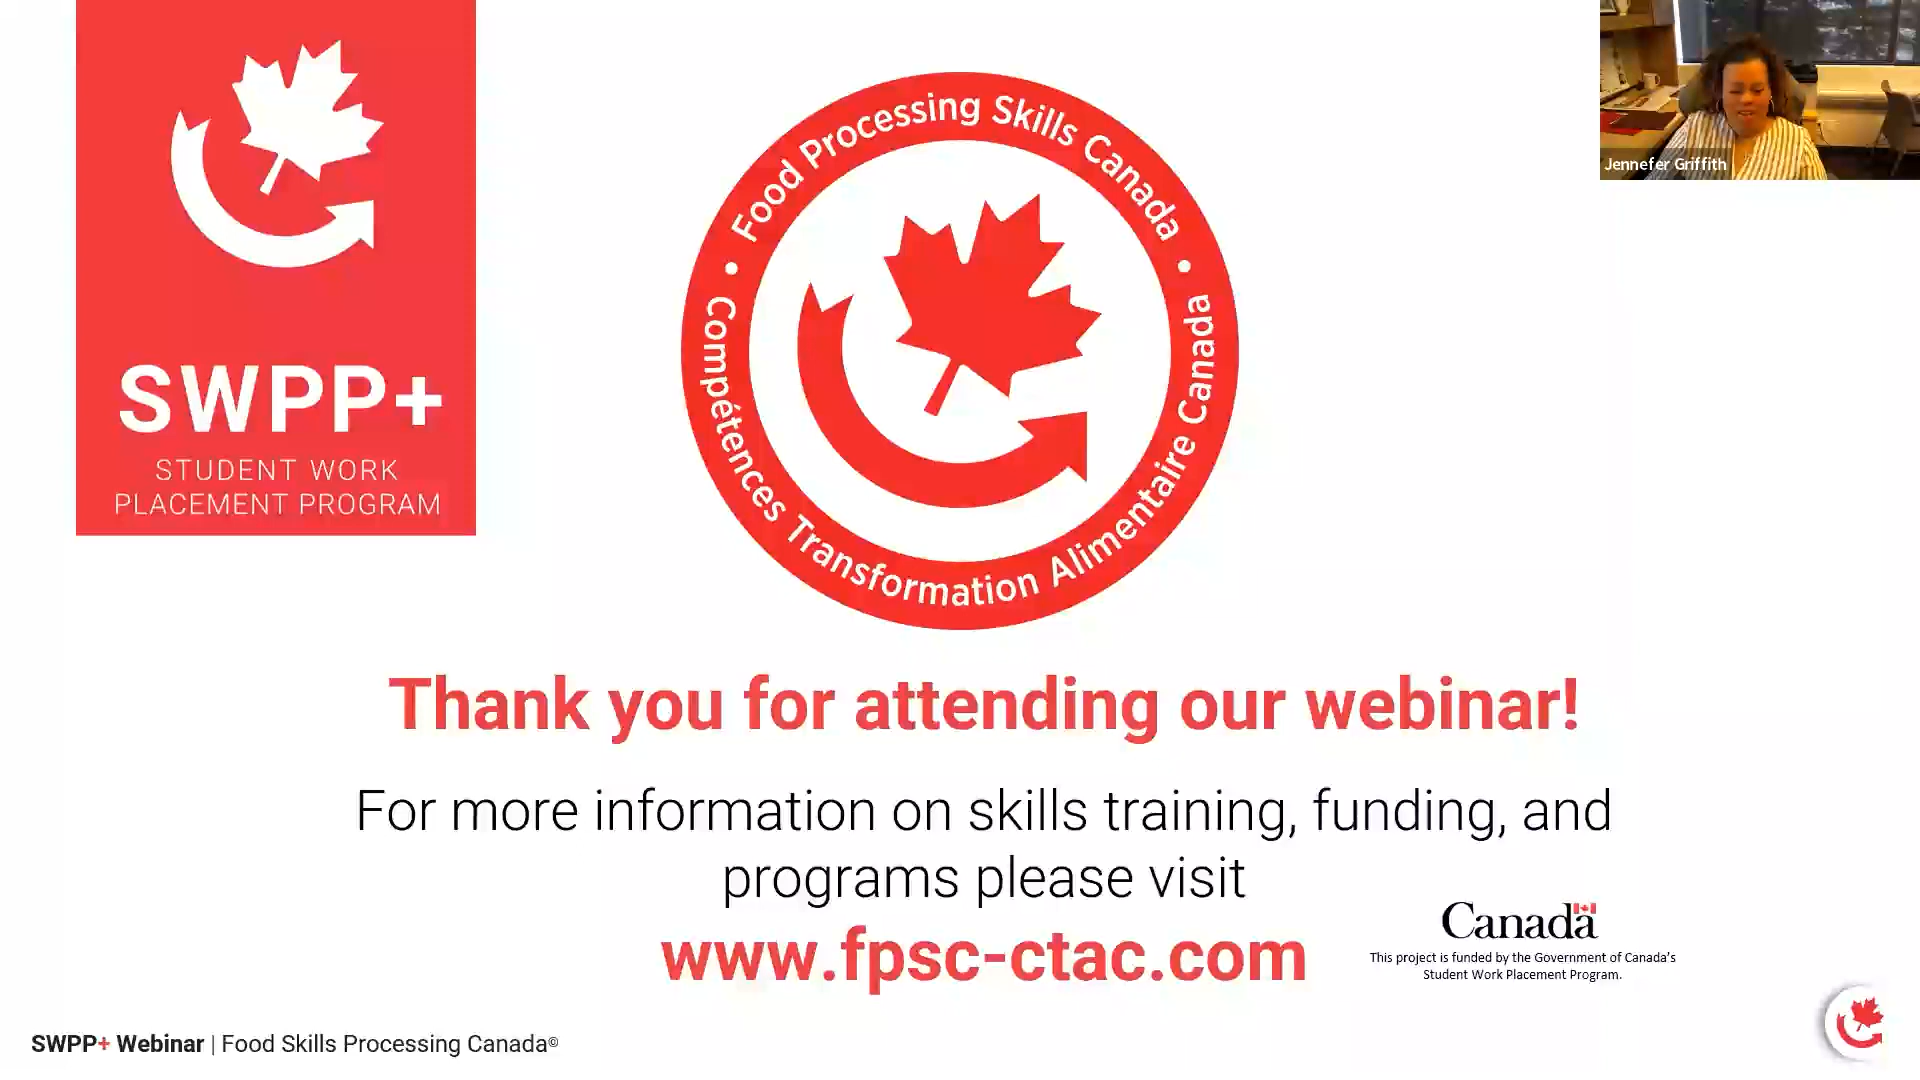 Jennefer Griffith
SWPP+
STUDENT WORK
PLACEMENT PROGRAM
Food Processing Skills Canada
Compétences Transformation Alimentaire Canada
Thank you for attending our webinar!
For more information on skills training, funding, and
programs please visit
www.fpsc-ctac.com
Canada
This project is funded by the Government of Canada's
Student Work Placement Program.
SWPP+ Webinar | Food Skills Processing Canada©